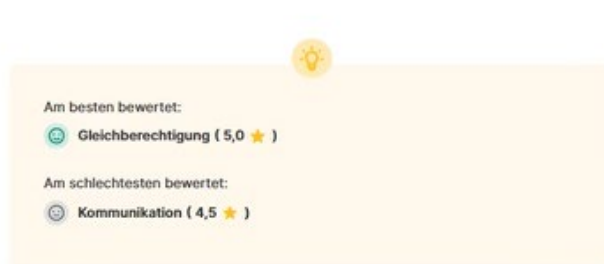 Am besten bewertet:
Gleichberechtigung ( 5,0 ⭐ )
Am schlechtesten bewertet:
Kommunikation ( 4,5 ⭐ )